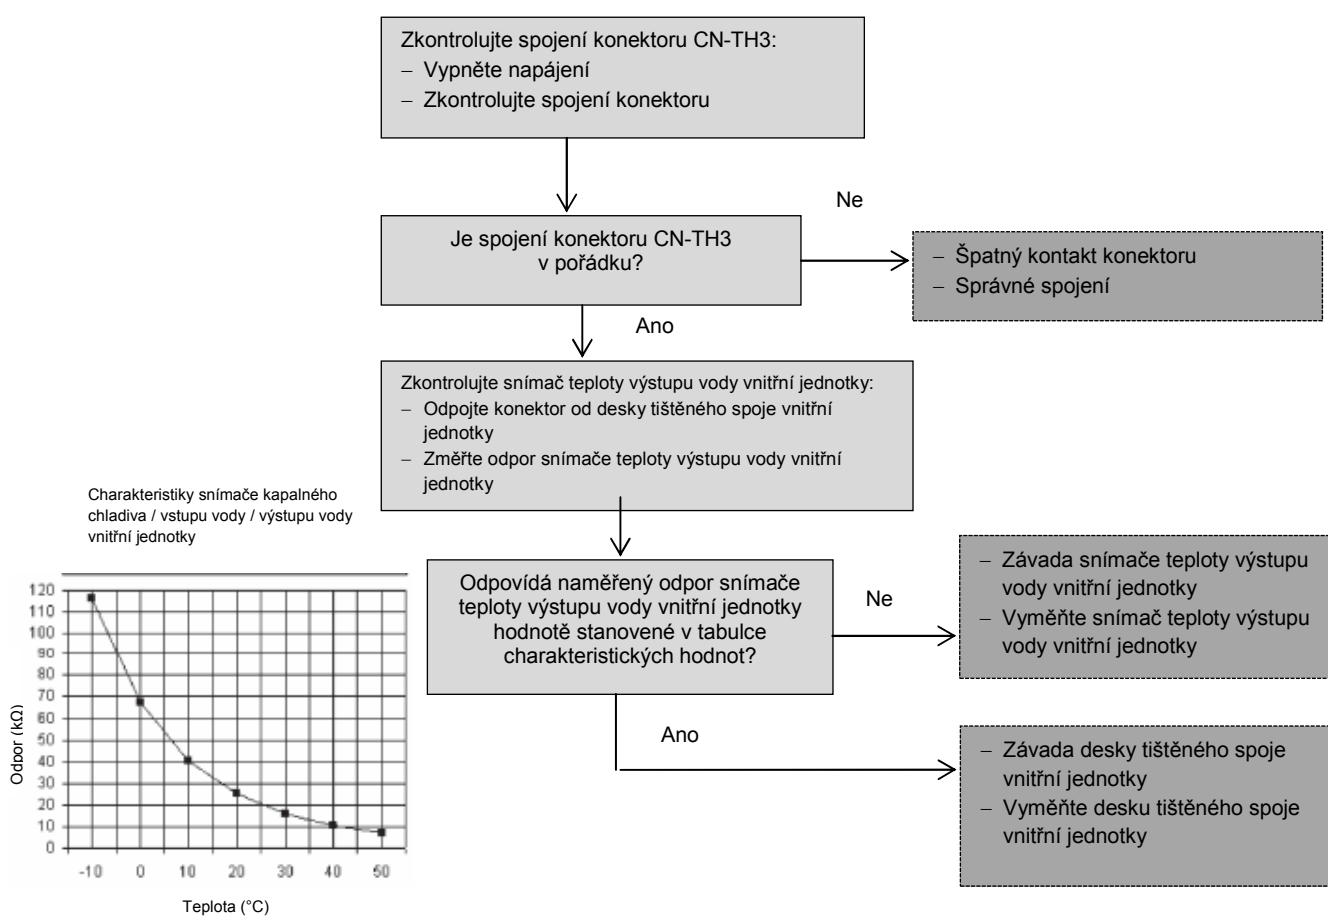 Zkontrolujte spojení konektoru CN-TH3:
− Vypněte napájení
− Zkontrolujte spojení konektoru
Ne
Je spojení konektoru CN-TH3
v pořádku?
− Špatný kontakt konektoru
− Správné spojení
Ano
Zkontrolujte snímač teploty výstupu vody vnitřní jednotky:
− Odpojte konektor od desky tištěného spoje vnitřní
jednotky
− Změřte odpor snímače teploty výstupu vody vnitřní
jednotky
Charakteristiky snímače kapalného
chladiva / vstupu vody / výstupu vody
vnitřní jednotky
Odpovídá naměřený odpor snímače
teploty výstupu vody vnitřní jednotky
hodnotě stanovené v tabulce
charakteristických hodnot?
Ne
− Závada snímače teploty výstupu
vody vnitřní jednotky
− Vyměňte snímač teploty výstupu
vody vnitřní jednotky
Ano
− Závada desky tištěného spoje
vnitřní jednotky
− Vyměňte desku tištěného spoje
vnitřní jednotky
120
110
100
90
80
70
60
50
40
30
20
10
0
Odpor (kΩ)
-10 0 10 20 30 40 50
Teplota (°C)